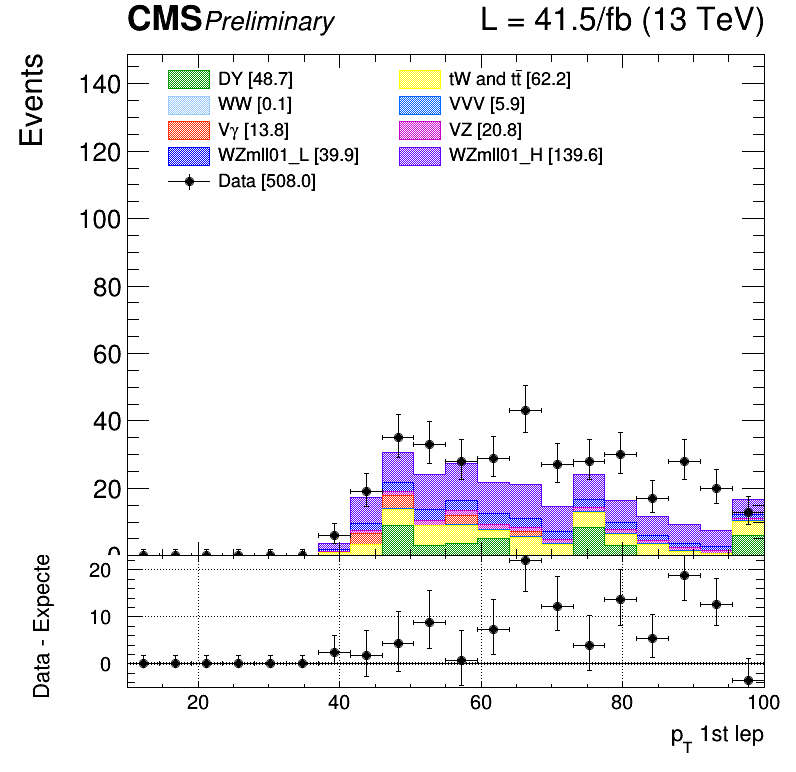 CMS Preliminary L = 41.5/fb (13 TeV)
Events
140
120
100
80
60
40
20
0
DY [48.7]
tW and tt̄ [62.2]
WW [0.1]
VVV [5.9]
Vγ [13.8]
VZ [20.8]
WZmll01_L [39.9]
WZmll01_H [139.6]
Data [508.0]
Data - Expecte
20
10
0
20 40 60 80 100
p_T 1st lep